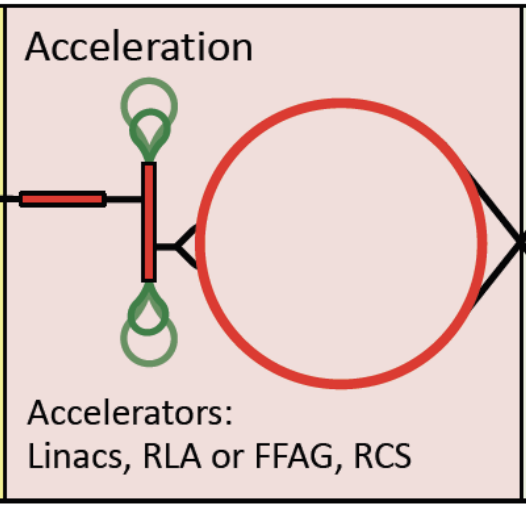 Acceleration
Accelerators:
Linacs, RLA or FFAG, RCS